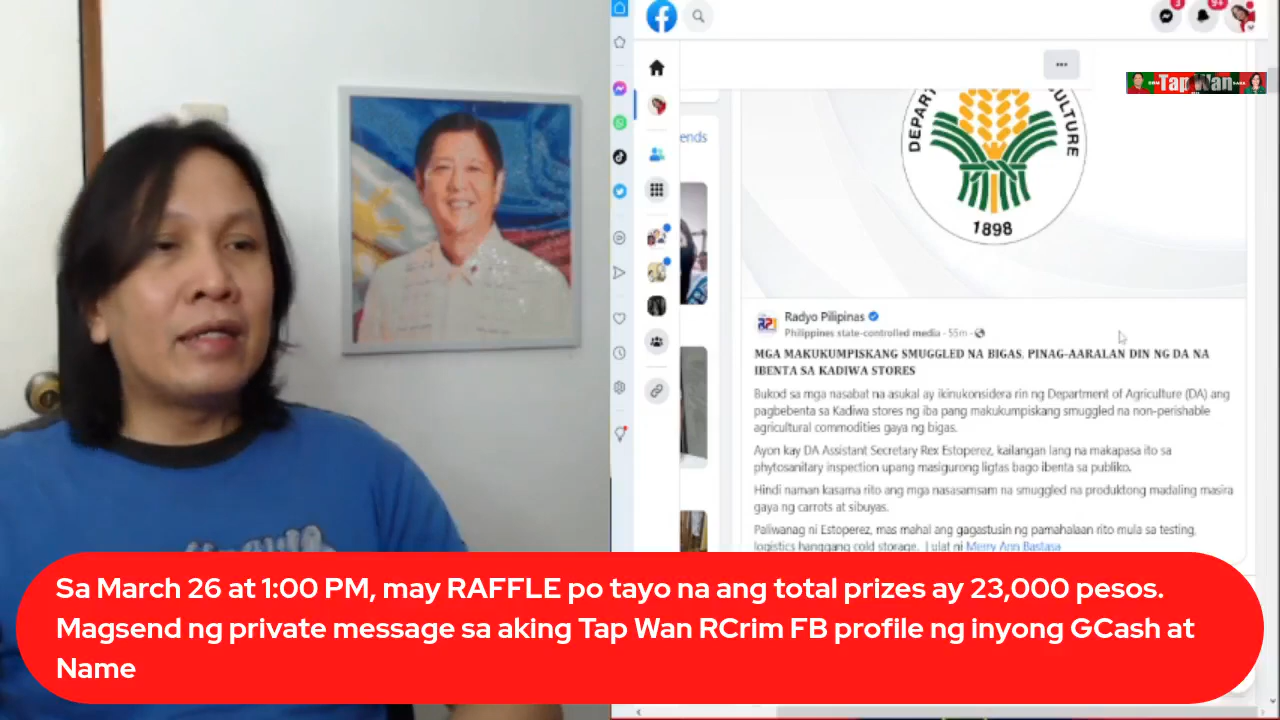 3
9+
Tap Wan
DEPART
CULTURE
1898
ends
Radyo Pilipinas
Philippines state-controlled media · 55m ·
MGA MAKUKUMPISKANG SMUGGLED NA BIGAS, PINAG-AARALAN DIN NG DA NA
IBENTA SA KADIWA STORES
Bukod sa mga nasabat na asukal ay ikinukonsidera rin ng Department of Agriculture (DA) ang
pagbebenta sa Kadiwa stores ng iba pang makukumpiskang smuggled na non-perishable
agricultural commodities gaya ng bigas.
Ayon kay DA Assistant Secretary Rex Estoperez, kailangan lang na makapasa ito sa
phytosanitary inspection upang masigurong ligtas bago ibenta sa publiko.
Hindi naman kasama rito ang mga nasasamsam na smuggled na produktong madaling masira
gaya ng carrots at sibuyas.
Paliwanag ni Estoperez, mas mahal ang gagastusin ng pamahalaan rito mula sa testing,
logistics hanggang cold storage. | ulat ni Merry Ann Bastasa
Sa March 26 at 1:00 PM, may RAFFLE po tayo na ang total prizes ay 23,000 pesos.
Magsend ng private message sa aking Tap Wan RCrim FB profile ng inyong GCash at
Name